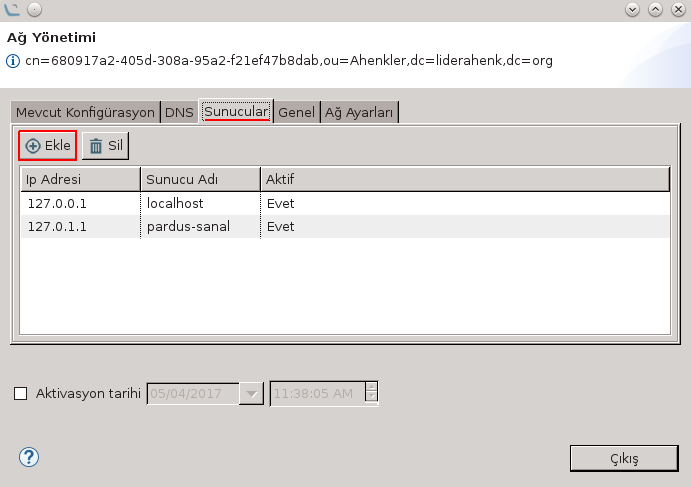 Ağ Yönetimi
cn=680917a2-405d-308a-95a2-f21ef47b8dab,ou=Ahenkler,dc=liderahenk,dc=org
Mevcut Konfigürasyon DNS Sunucular Genel Ağ Ayarları
Ekle Sil
Ip Adresi Sunucu Adı Aktif
127.0.0.1 localhost Evet
127.0.1.1 pardus-sanal Evet
Aktivasyon tarihi 05/04/2017 11:38:05 AM
Çıkış